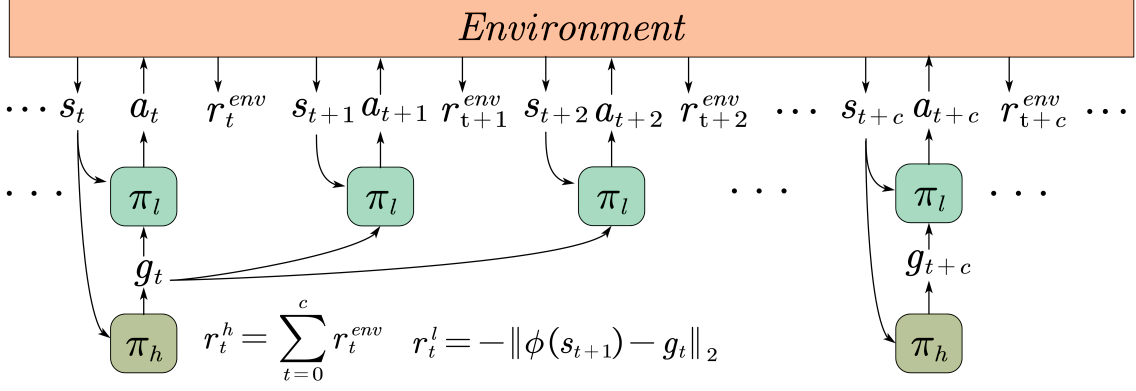 Environment
··· s_t a_t r_t^{env} s_{t+1} a_{t+1} r_{t+1}^{env} s_{t+2} a_{t+2} r_{t+2}^{env} ··· s_{t+c} a_{t+c} r_{t+c}^{env} ···
··· π_l π_l π_l ··· π_l ···
g_t g_{t+c}
π_h r_t^h = \sum_{t=0}^{c} r_t^{env} r_t^l = −‖ϕ(s_{t+1}) − g_t‖_2 π_h